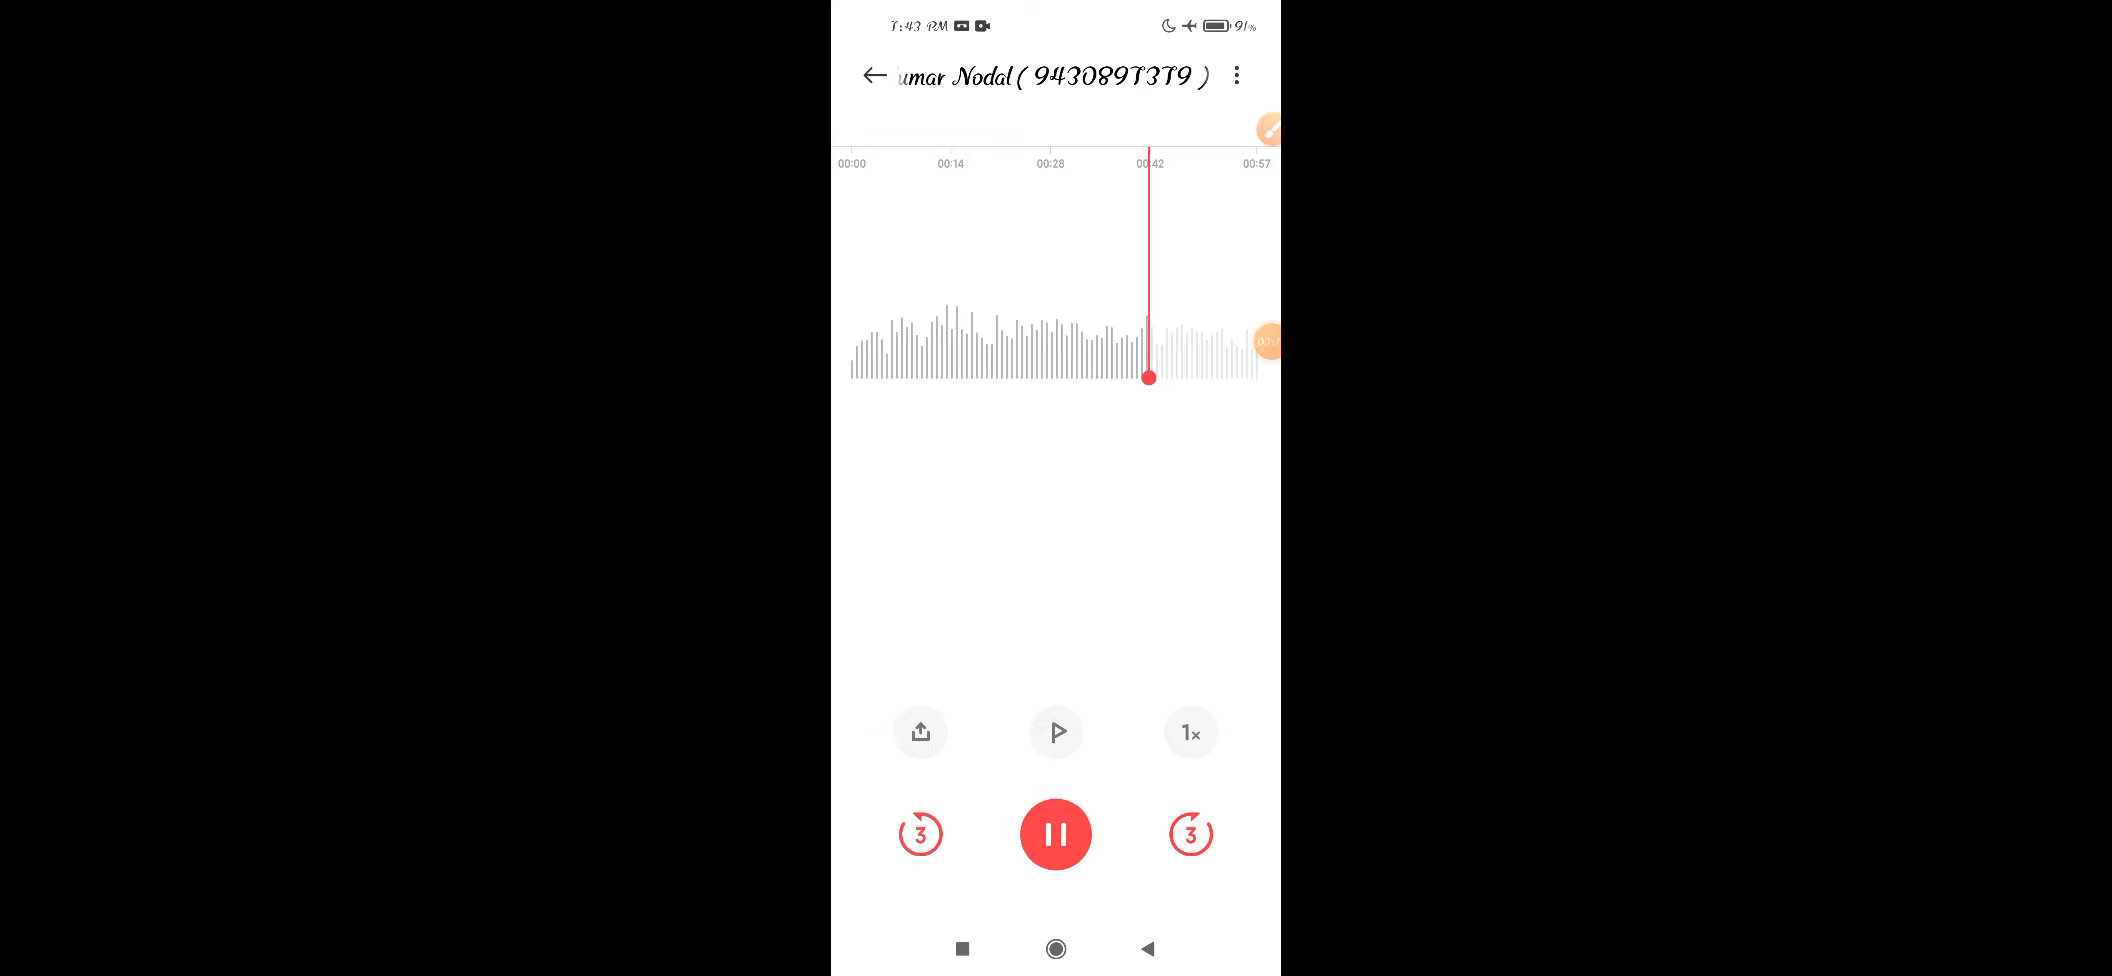 7:43 PM 91%
umar Nodal ( 9430897379 )
00:00 00:14 00:28 00:42 00:57
1x
3 3